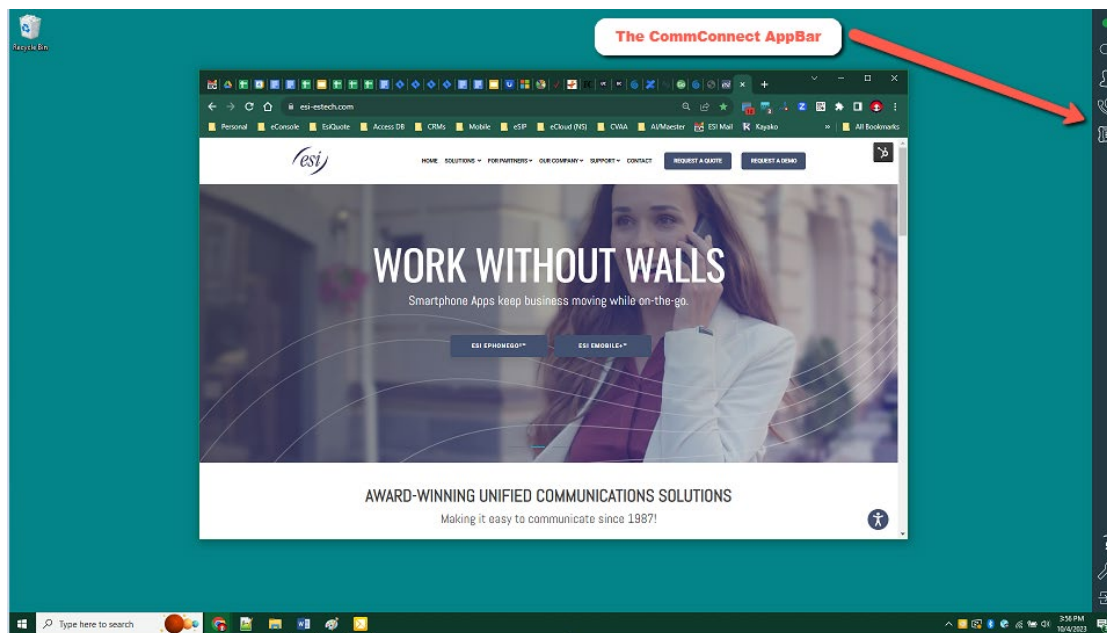 Recycle Bin
The CommConnect AppBar
esi-estech.com
Personal eConsole EsiQuote Access DB CRMs Mobile eSIP eCloud (NS) CVAA AI/Maester ESI Mail Kayako » All Bookmarks
esi HOME SOLUTIONS FOR PARTNERS OUR COMPANY SUPPORT CONTACT REQUEST A QUOTE REQUEST A DEMO
WORK WITHOUT WALLS
Smartphone Apps keep business moving while on-the-go.
ESI EPHONEGO²™ ESI EMOBILE+™
AWARD-WINNING UNIFIED COMMUNICATIONS SOLUTIONS
Making it easy to communicate since 1987!
Type here to search
3:56 PM
10/4/2023